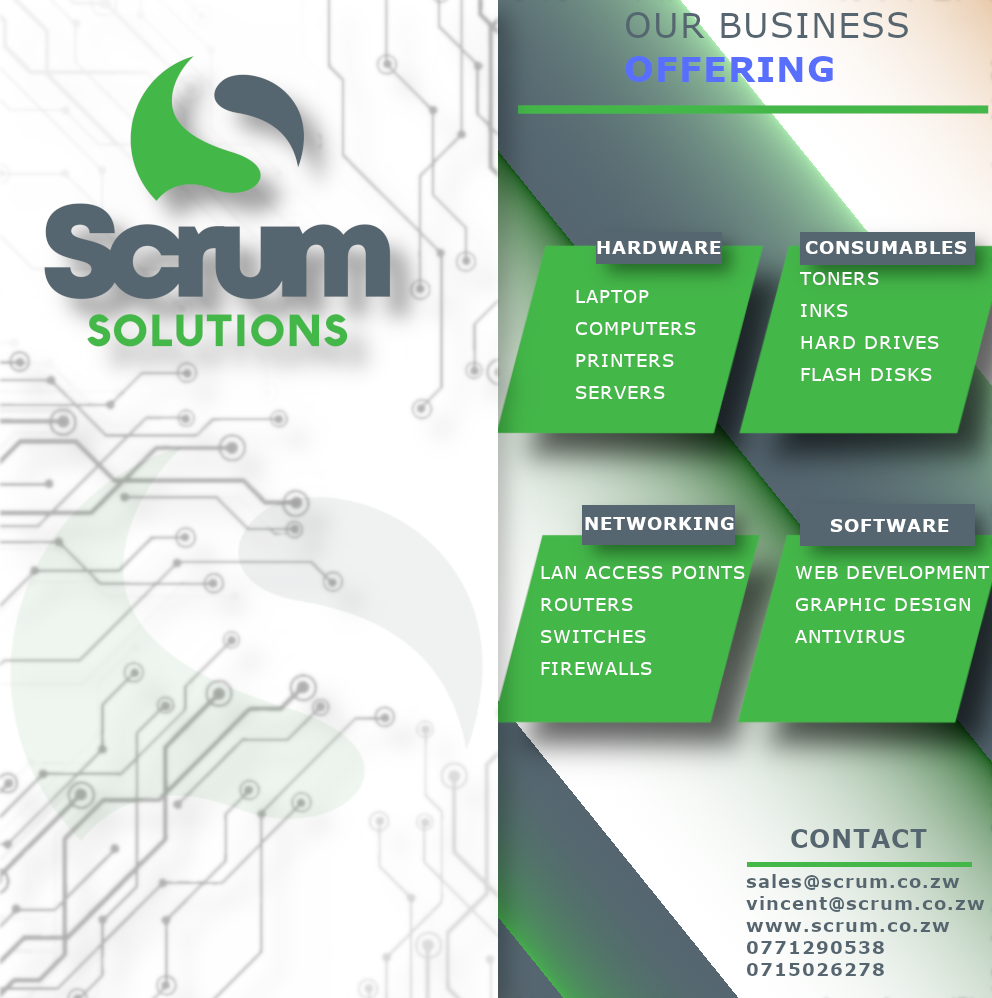 Scrum
SOLUTIONS
OUR BUSINESS
OFFERING
HARDWARE
LAPTOP
COMPUTERS
PRINTERS
SERVERS
CONSUMABLES
TONERS
INKS
HARD DRIVES
FLASH DISKS
NETWORKING
LAN ACCESS POINTS
ROUTERS
SWITCHES
FIREWALLS
SOFTWARE
WEB DEVELOPMENT
GRAPHIC DESIGN
ANTIVIRUS
CONTACT
sales@scrum.co.zw
vincent@scrum.co.zw
www.scrum.co.zw
0771290538
0715026278